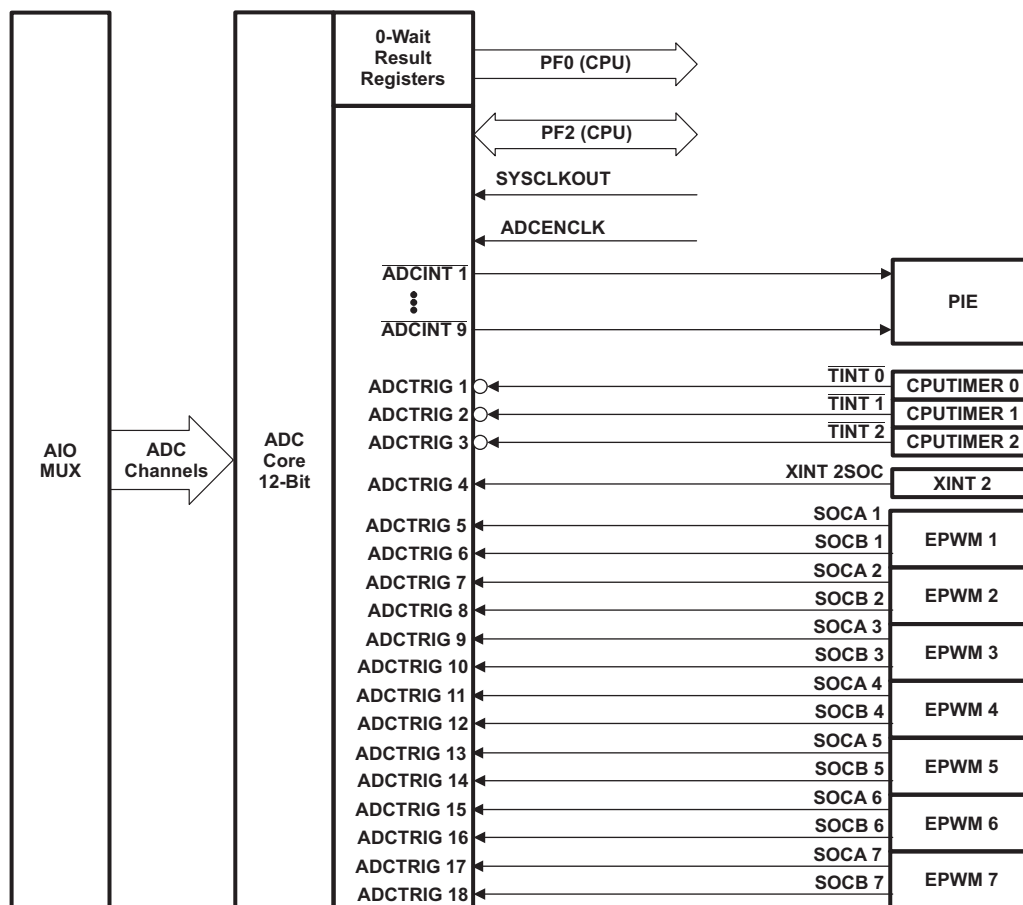 0-Wait
Result
Registers
PF0 (CPU)
PF2 (CPU)
SYSCLKOUT
ADCENCLK
ADCINT 1
ADCINT 9
PIE
ADCTRIG 1
TINT 0
CPUTIMER 0
ADCTRIG 2
TINT 1
CPUTIMER 1
ADCTRIG 3
TINT 2
CPUTIMER 2
AIO
MUX
ADC
Channels
ADC
Core
12-Bit
ADCTRIG 4
XINT 2SOC
XINT 2
ADCTRIG 5
SOCA 1
ADCTRIG 6
SOCB 1
EPWM 1
ADCTRIG 7
SOCA 2
ADCTRIG 8
SOCB 2
EPWM 2
ADCTRIG 9
SOCA 3
ADCTRIG 10
SOCB 3
EPWM 3
ADCTRIG 11
SOCA 4
ADCTRIG 12
SOCB 4
EPWM 4
ADCTRIG 13
SOCA 5
ADCTRIG 14
SOCB 5
EPWM 5
ADCTRIG 15
SOCA 6
ADCTRIG 16
SOCB 6
EPWM 6
ADCTRIG 17
SOCA 7
ADCTRIG 18
SOCB 7
EPWM 7